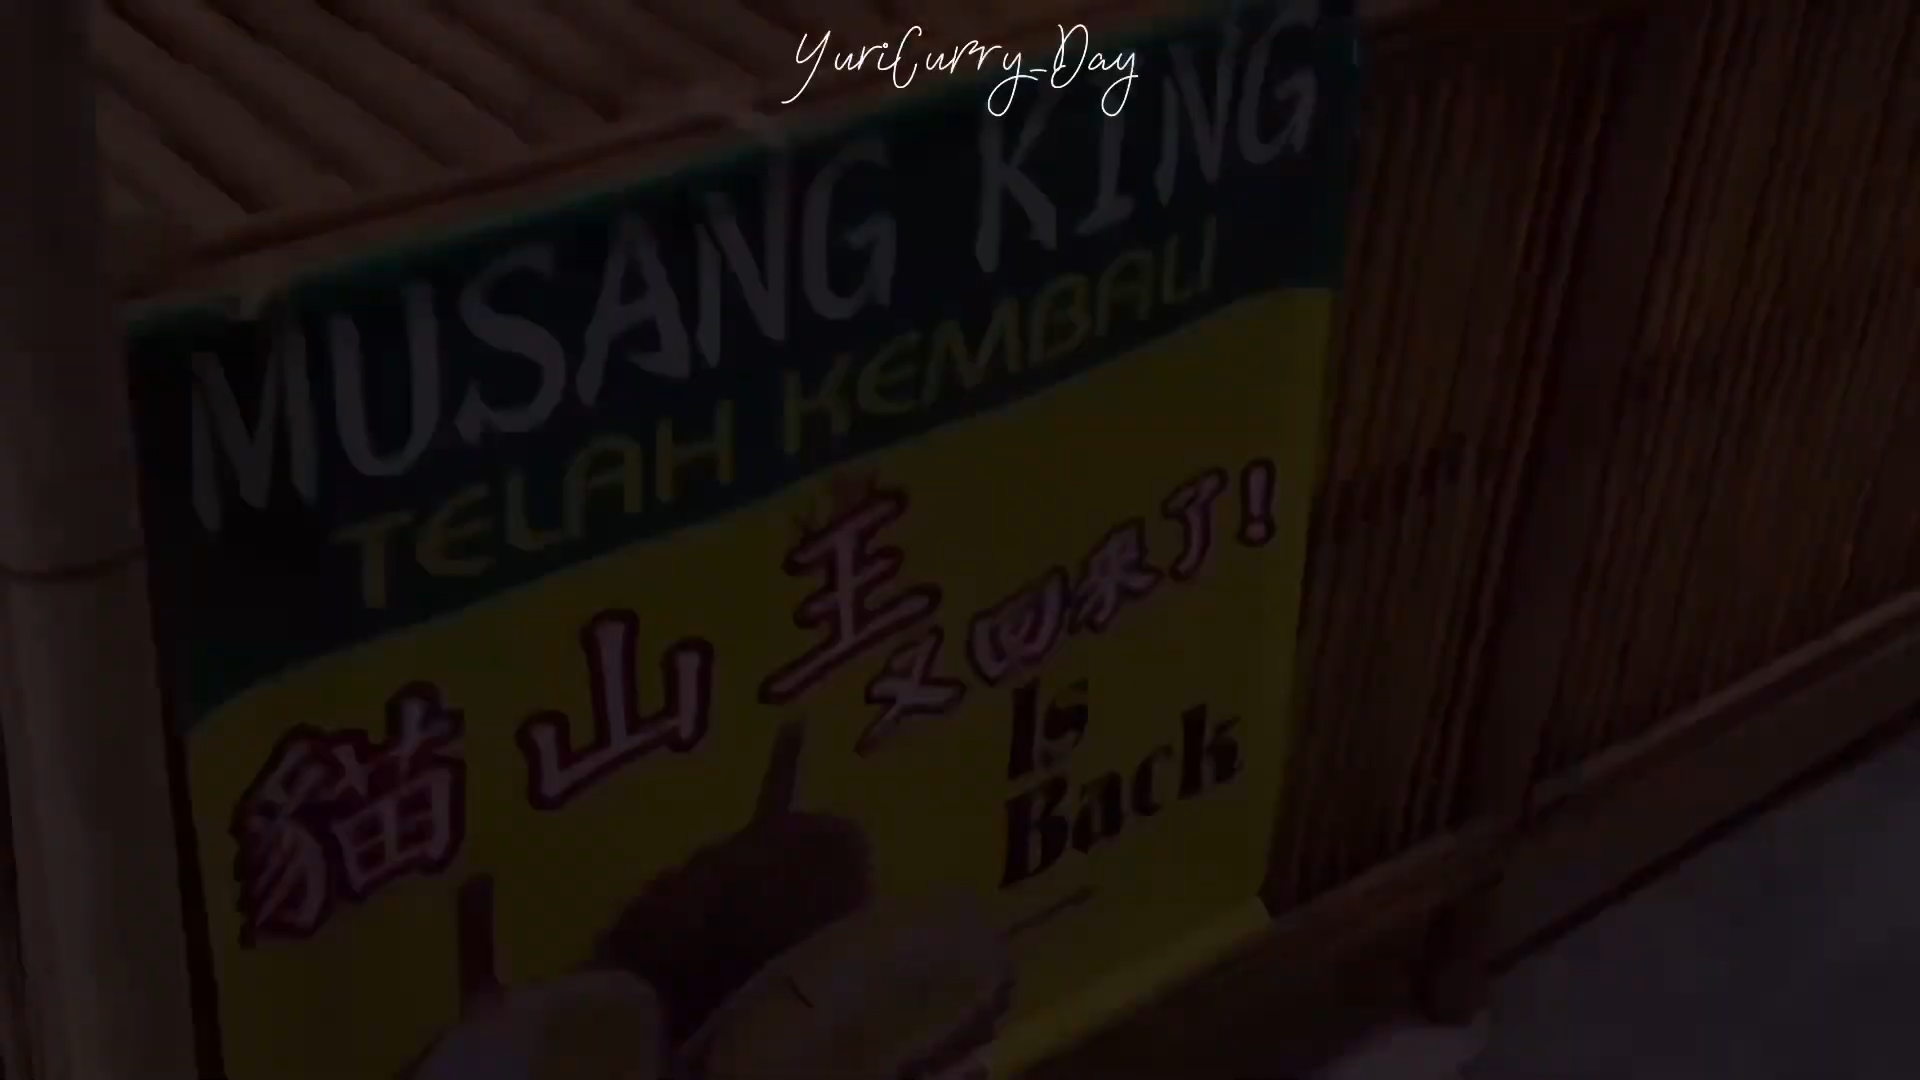 YuriCurry_Day
MUSANG KING
TELAH KEMBALI
貓山王
又回來了!
Is
Back